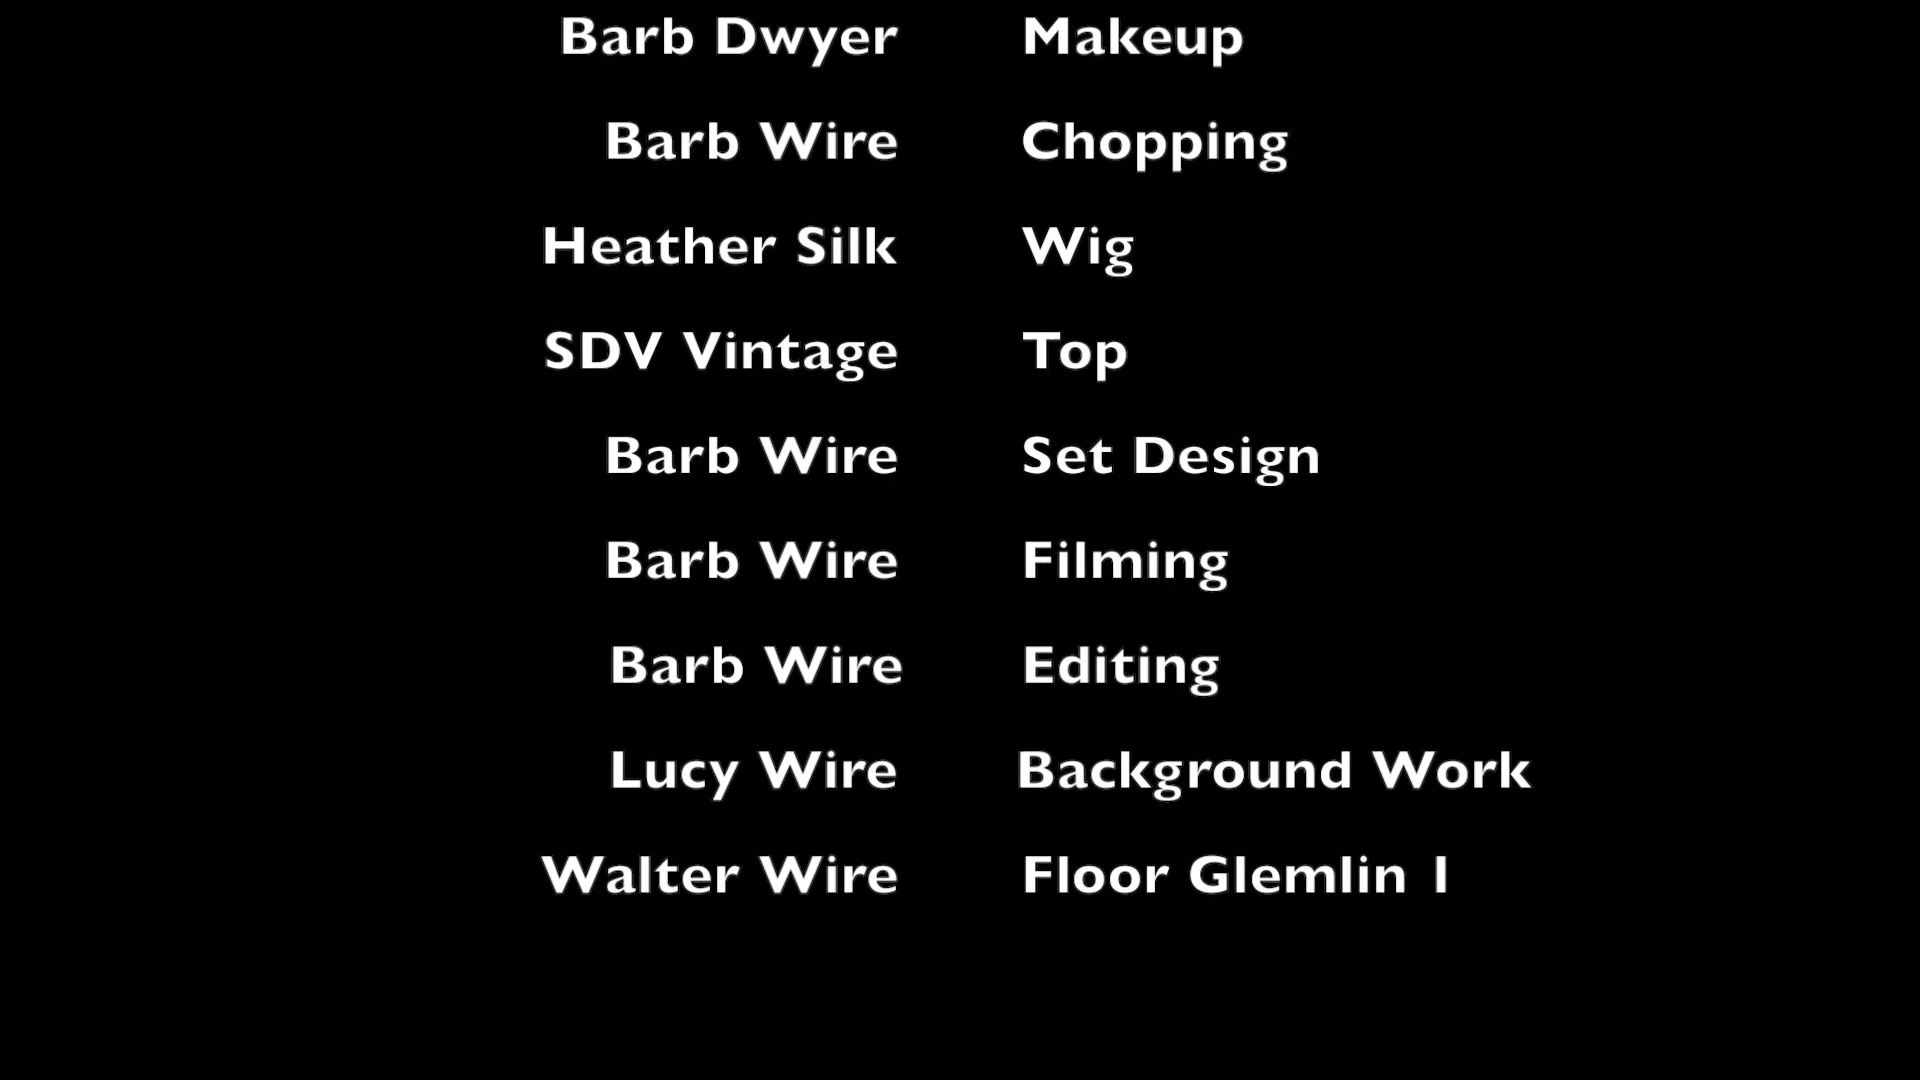 Barb Dwyer Makeup
Barb Wire Chopping
Heather Silk Wig
SDV Vintage Top
Barb Wire Set Design
Barb Wire Filming
Barb Wire Editing
Lucy Wire Background Work
Walter Wire Floor Glemlin 1